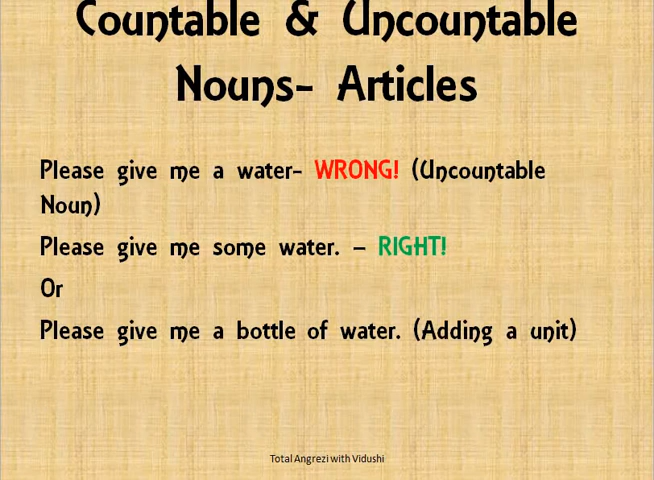 Countable & Uncountable
Nouns- Articles
Please give me a water- WRONG! (Uncountable
Noun)
Please give me some water. – RIGHT!
Or
Please give me a bottle of water. (Adding a unit)
Total Angrezi with Vidushi